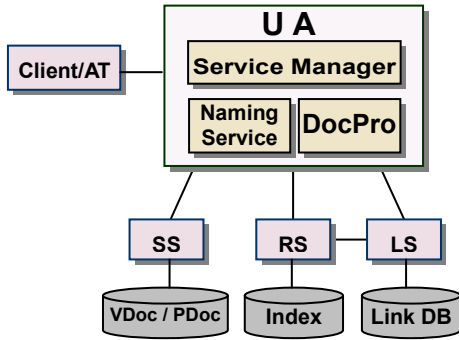 U A
Client/AT
Service Manager
Naming
Service
DocPro
SS
RS
LS
VDoc / PDoc
Index
Link DB